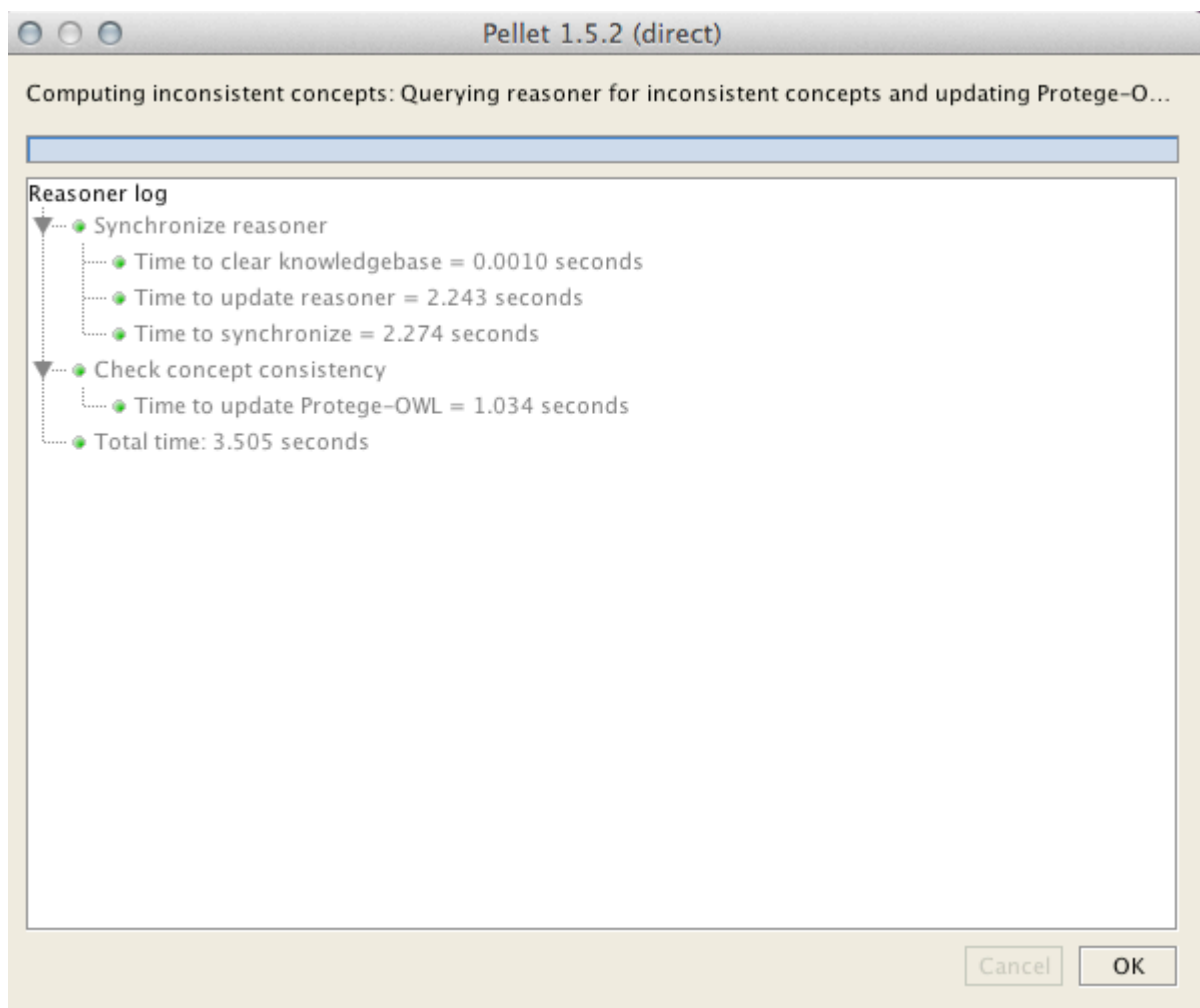 Pellet 1.5.2 (direct)
Computing inconsistent concepts: Querying reasoner for inconsistent concepts and updating Protege-O...
Reasoner log
Synchronize reasoner
Time to clear knowledgebase = 0.0010 seconds
Time to update reasoner = 2.243 seconds
Time to synchronize = 2.274 seconds
Check concept consistency
Time to update Protege-OWL = 1.034 seconds
Total time: 3.505 seconds
Cancel OK